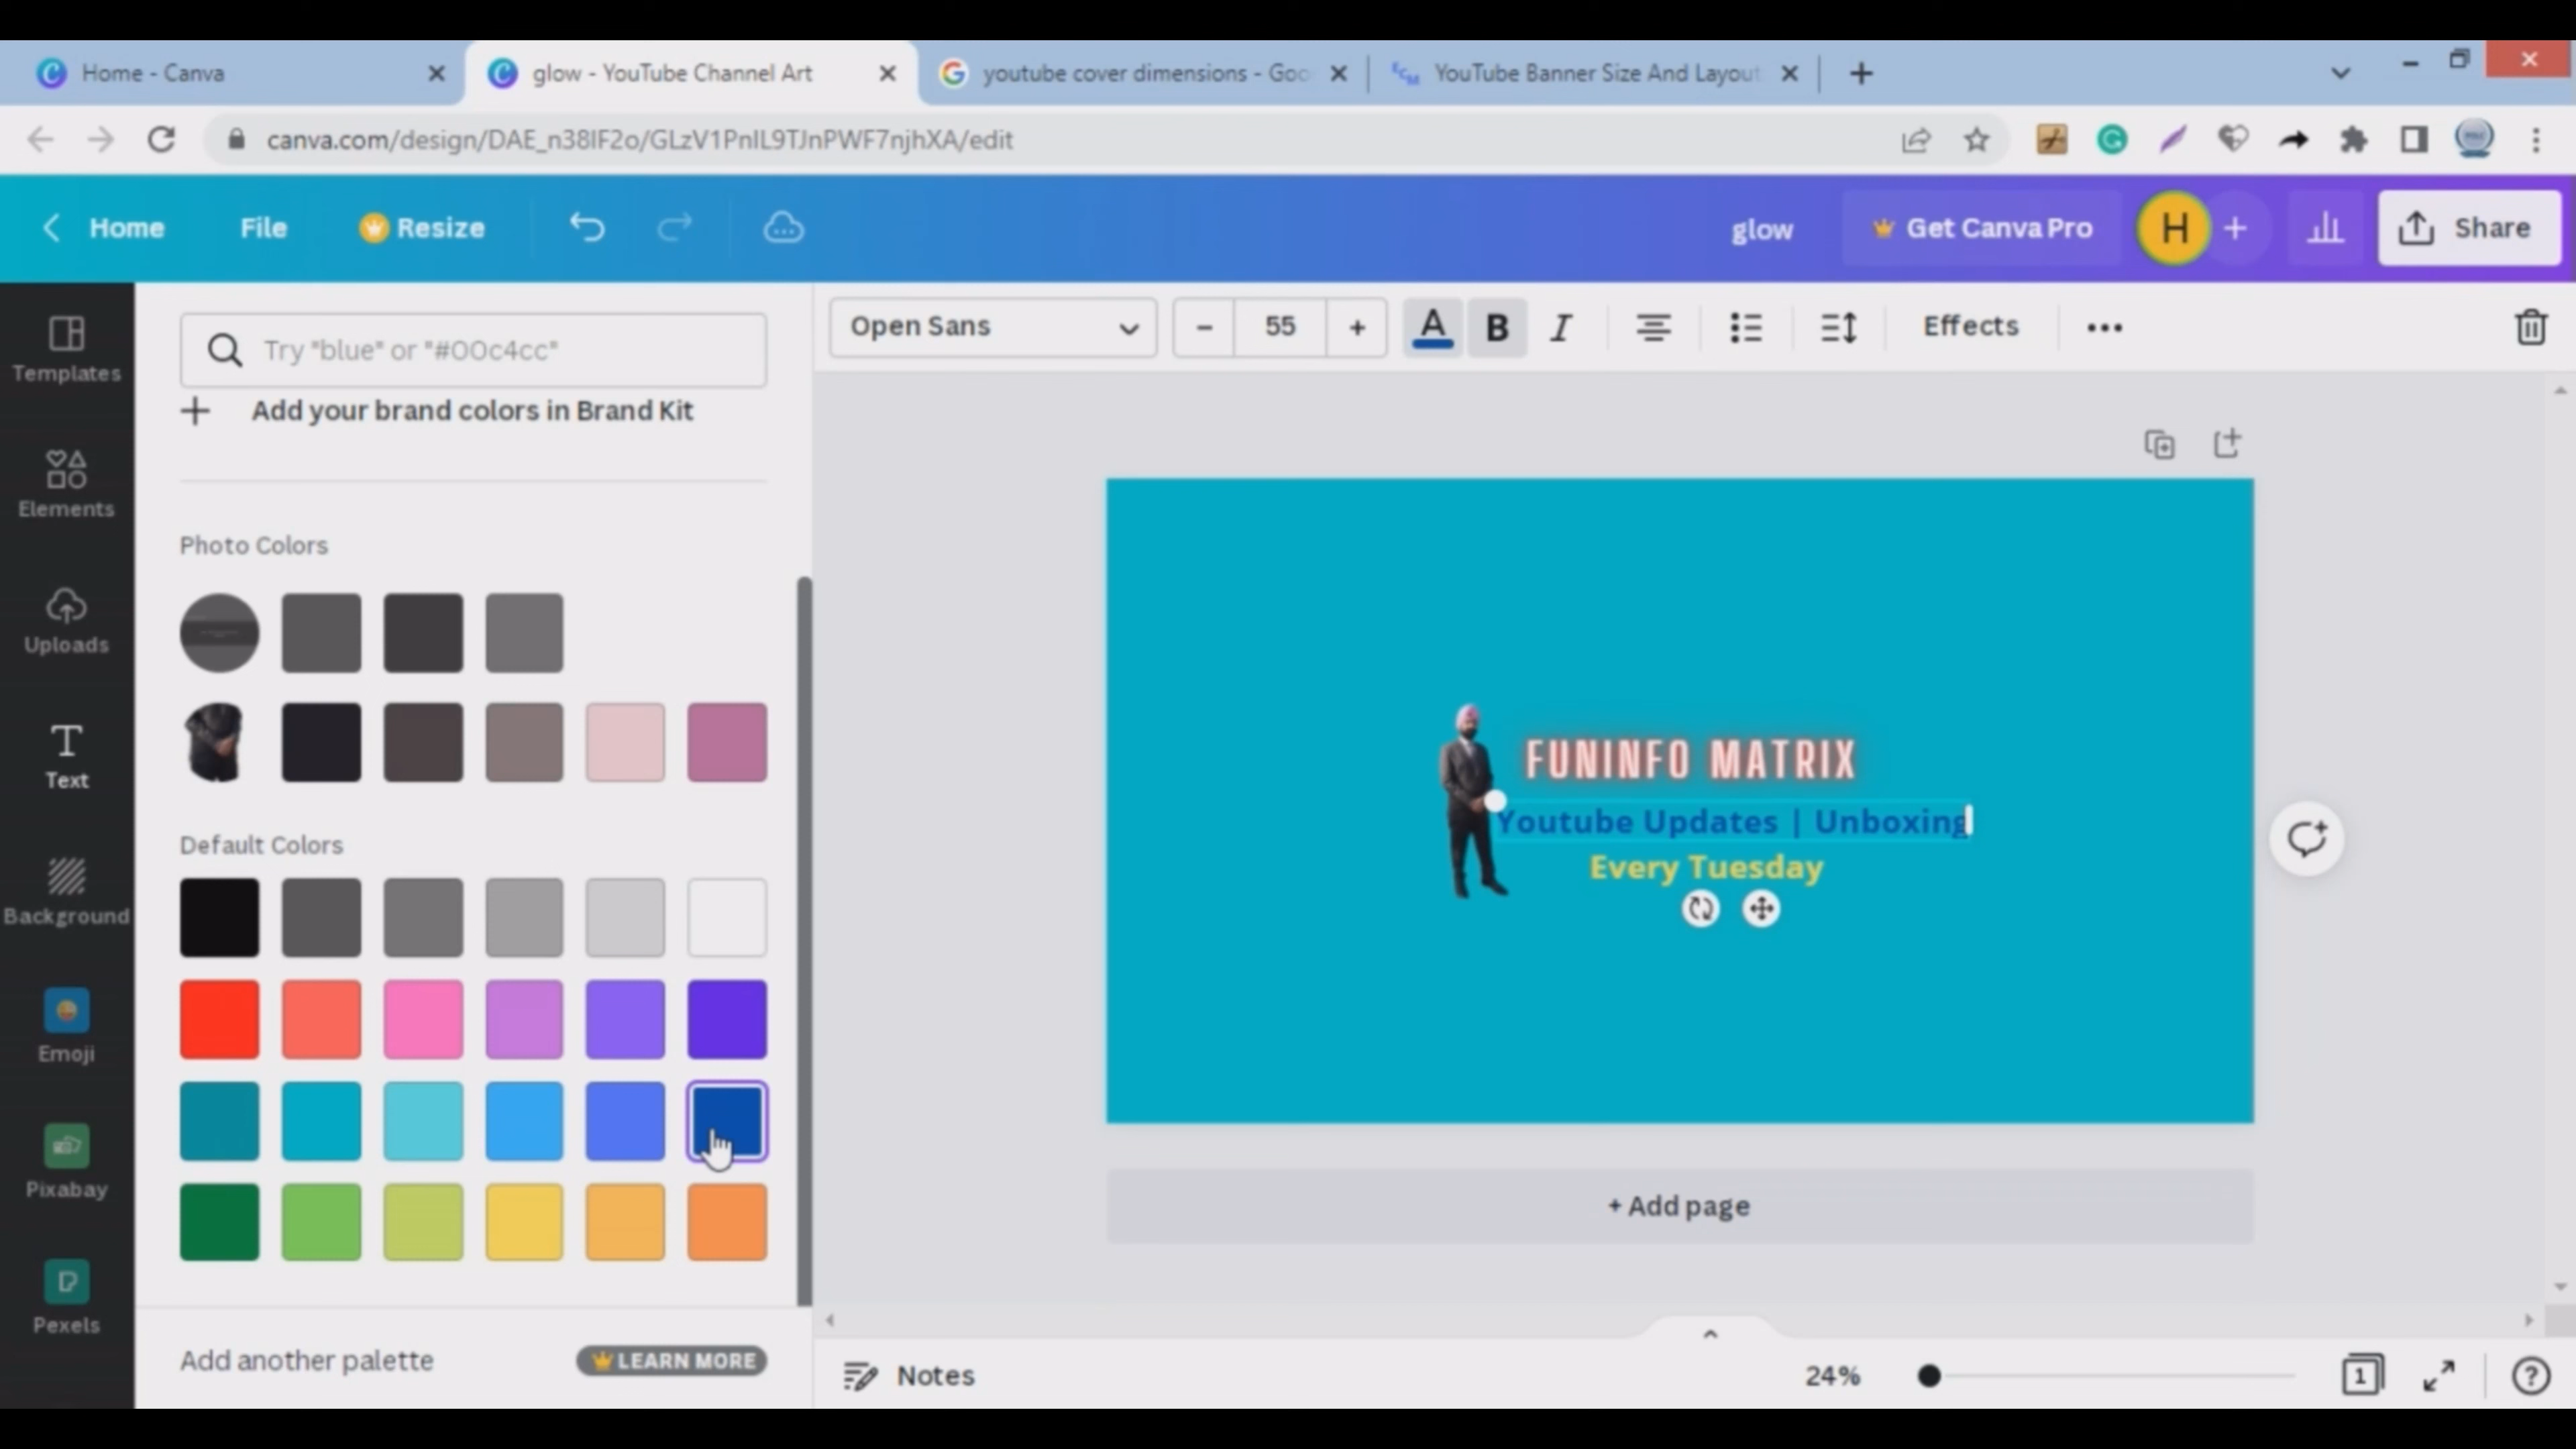 Home - Canva
glow - YouTube Channel Art
youtube cover dimensions - Goo
YouTube Banner Size And Layout
canva.com/design/DAE_n38IF2o/GLzV1PnIL9TJnPWF7njhXA/edit
Home
File
Resize
glow
Get Canva Pro
H
Share
Templates
Elements
Uploads
Text
Background
Emoji
Pixabay
Pexels
Try "blue" or "#00c4cc"
Add your brand colors in Brand Kit
Photo Colors
Default Colors
Add another palette
LEARN MORE
Open Sans
55
A
B
I
Effects
FUNINFO MATRIX
Youtube Updates | Unboxing
Every Tuesday
+ Add page
Notes
24%
1
?